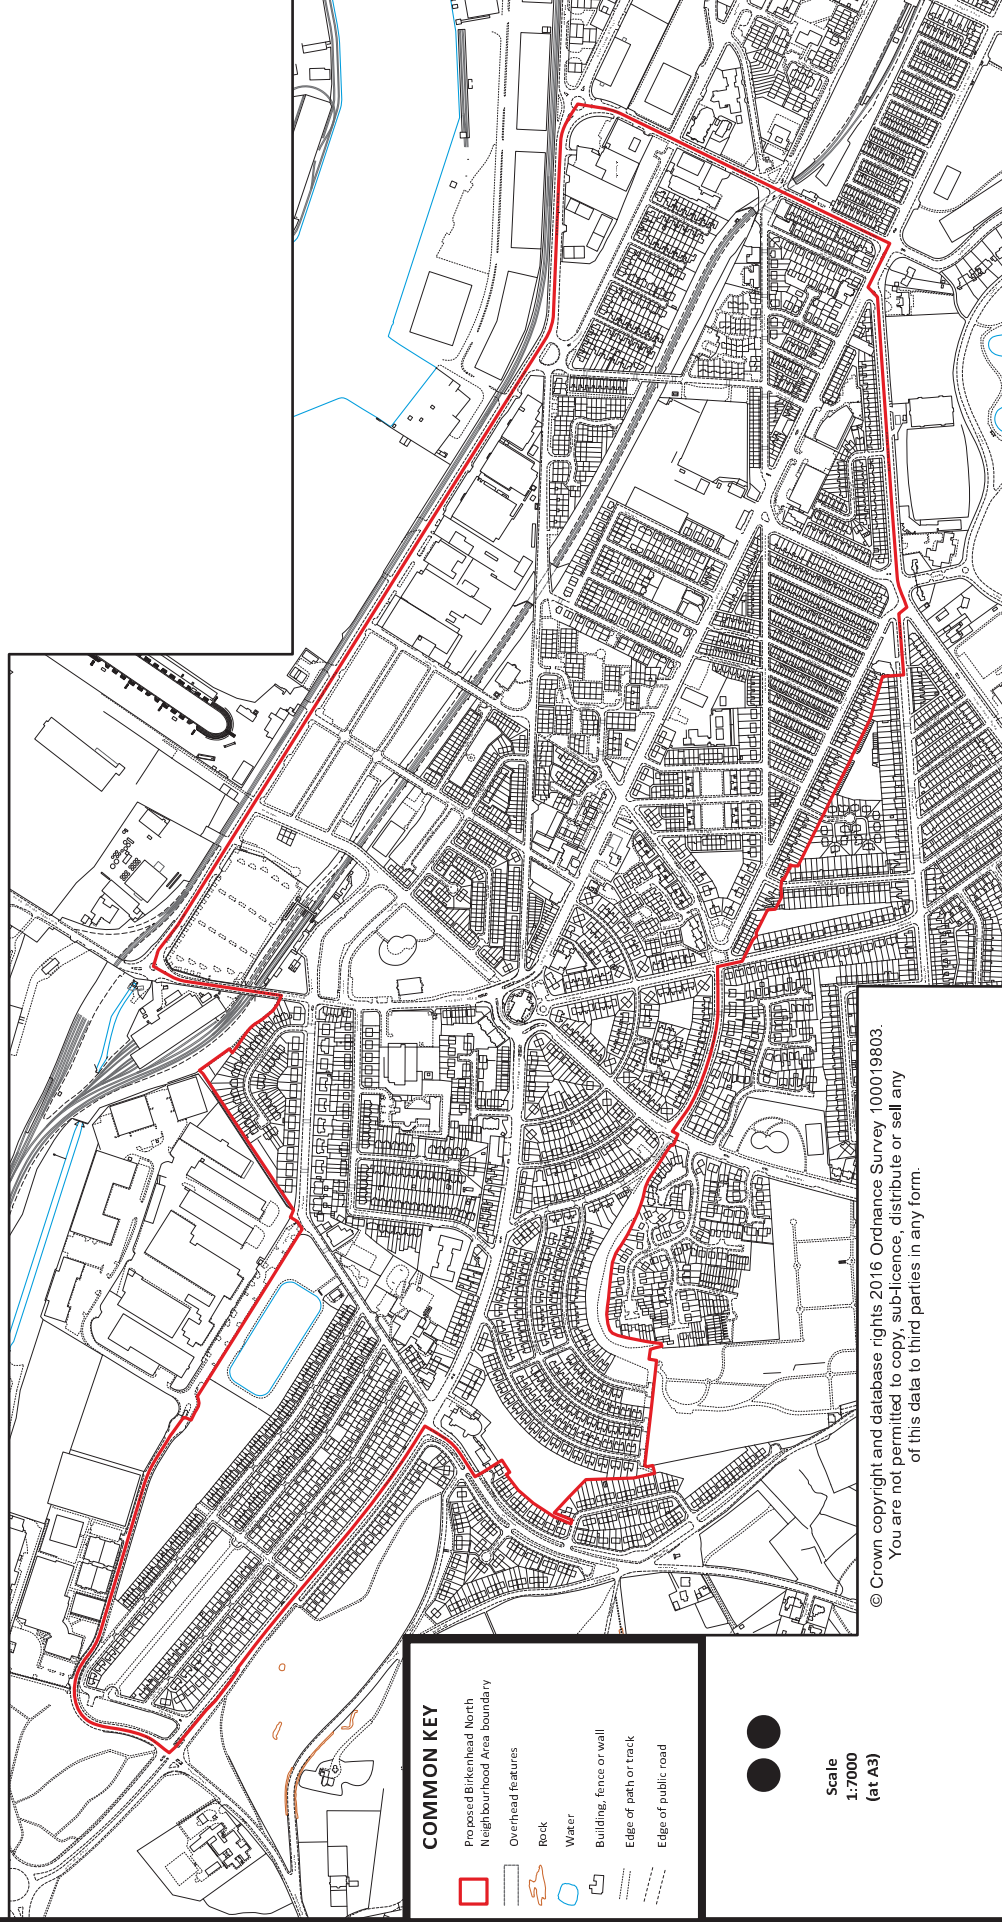 COMMON KEY
Proposed Birkenhead North
Neighbourhood Area boundary
Overhead features
Rock
Water
Building, fence or wall
Edge of path or track
Edge of public road
Scale
1:7000
(at A3)
© Crown copyright and database rights 2016 Ordnance Survey 100019803.
You are not permitted to copy, sub-licence, distribute or sell any
of this data to third parties in any form.